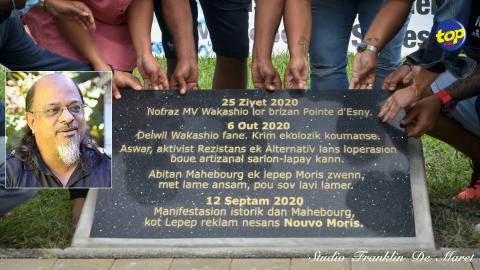 top
25 Ziyet 2020
Nofraz MV Wakashio lor brizan Pointe d'Esny.
6 Out 2020
Delwil Wakashio fane. Krim ekolozik koumanse.
Aswar, aktivist Rezistans ek Alternativ lans loperasion
boue artizanal sarlon-lapay kann.
Abitan Mahebourg ek lepep Moris zwenn,
met lame ansam, pou sov lavi lamer.
12 Septam 2020
Manifestasion istorik dan Mahebourg,
kot Lepep reklam nesans Nouvo Moris.
Studio Franklin De Maret